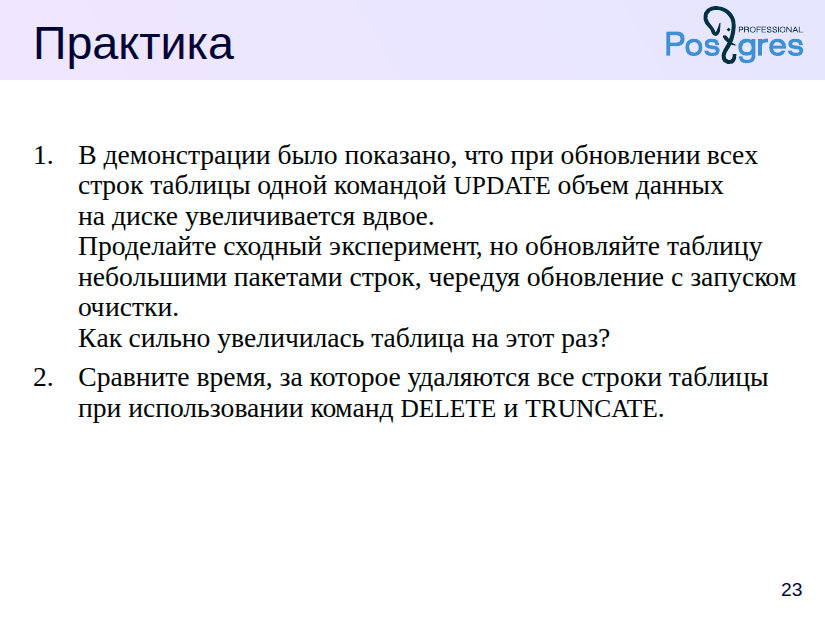 Практика
PROFESSIONAL
Postgres
1. В демонстрации было показано, что при обновлении всех
строк таблицы одной командой UPDATE объем данных
на диске увеличивается вдвое.
Проделайте сходный эксперимент, но обновляйте таблицу
небольшими пакетами строк, чередуя обновление с запуском
очистки.
Как сильно увеличилась таблица на этот раз?
2. Сравните время, за которое удаляются все строки таблицы
при использовании команд DELETE и TRUNCATE.
23